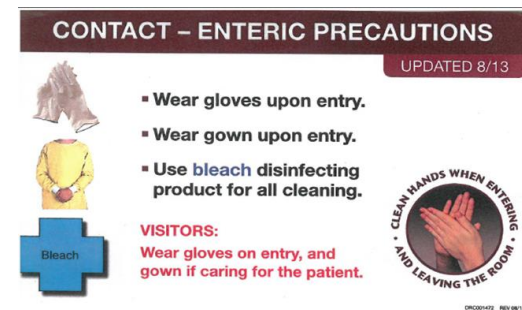 CONTACT – ENTERIC PRECAUTIONS
UPDATED 8/13
▪ Wear gloves upon entry.
▪ Wear gown upon entry.
▪ Use bleach disinfecting
product for all cleaning.
VISITORS:
Wear gloves on entry, and
gown if caring for the patient.
Bleach
• CLEAN HANDS WHEN ENTERING •
AND LEAVING THE ROOM
ORC001472 REV